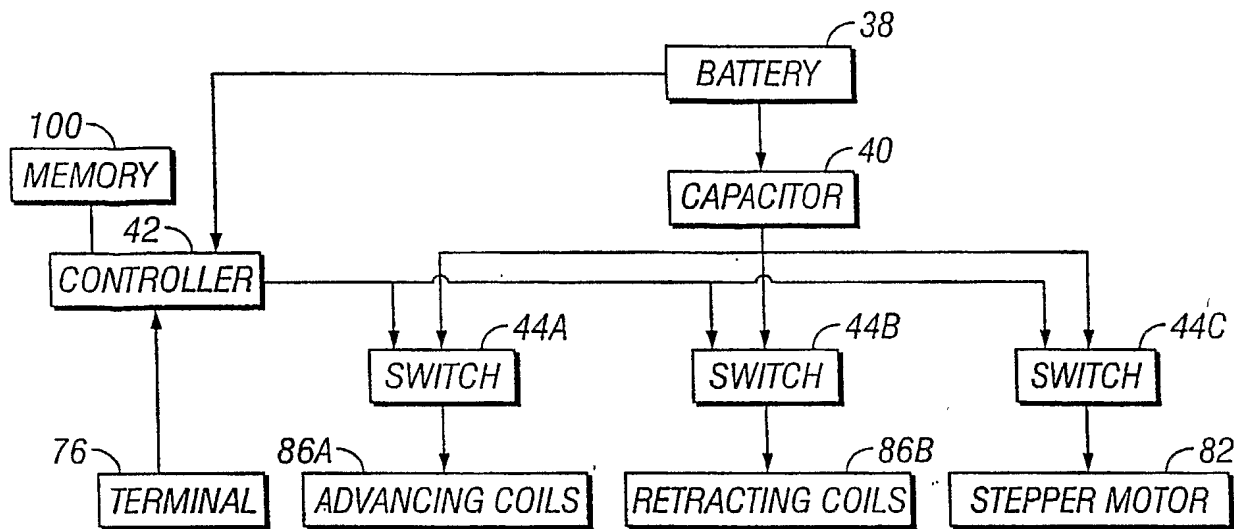 38
BATTERY
100
MEMORY
40
CAPACITOR
42
CONTROLLER
44A
SWITCH
44B
SWITCH
44C
SWITCH
76
TERMINAL
86A
ADVANCING COILS
86B
RETRACTING COILS
82
STEPPER MOTOR